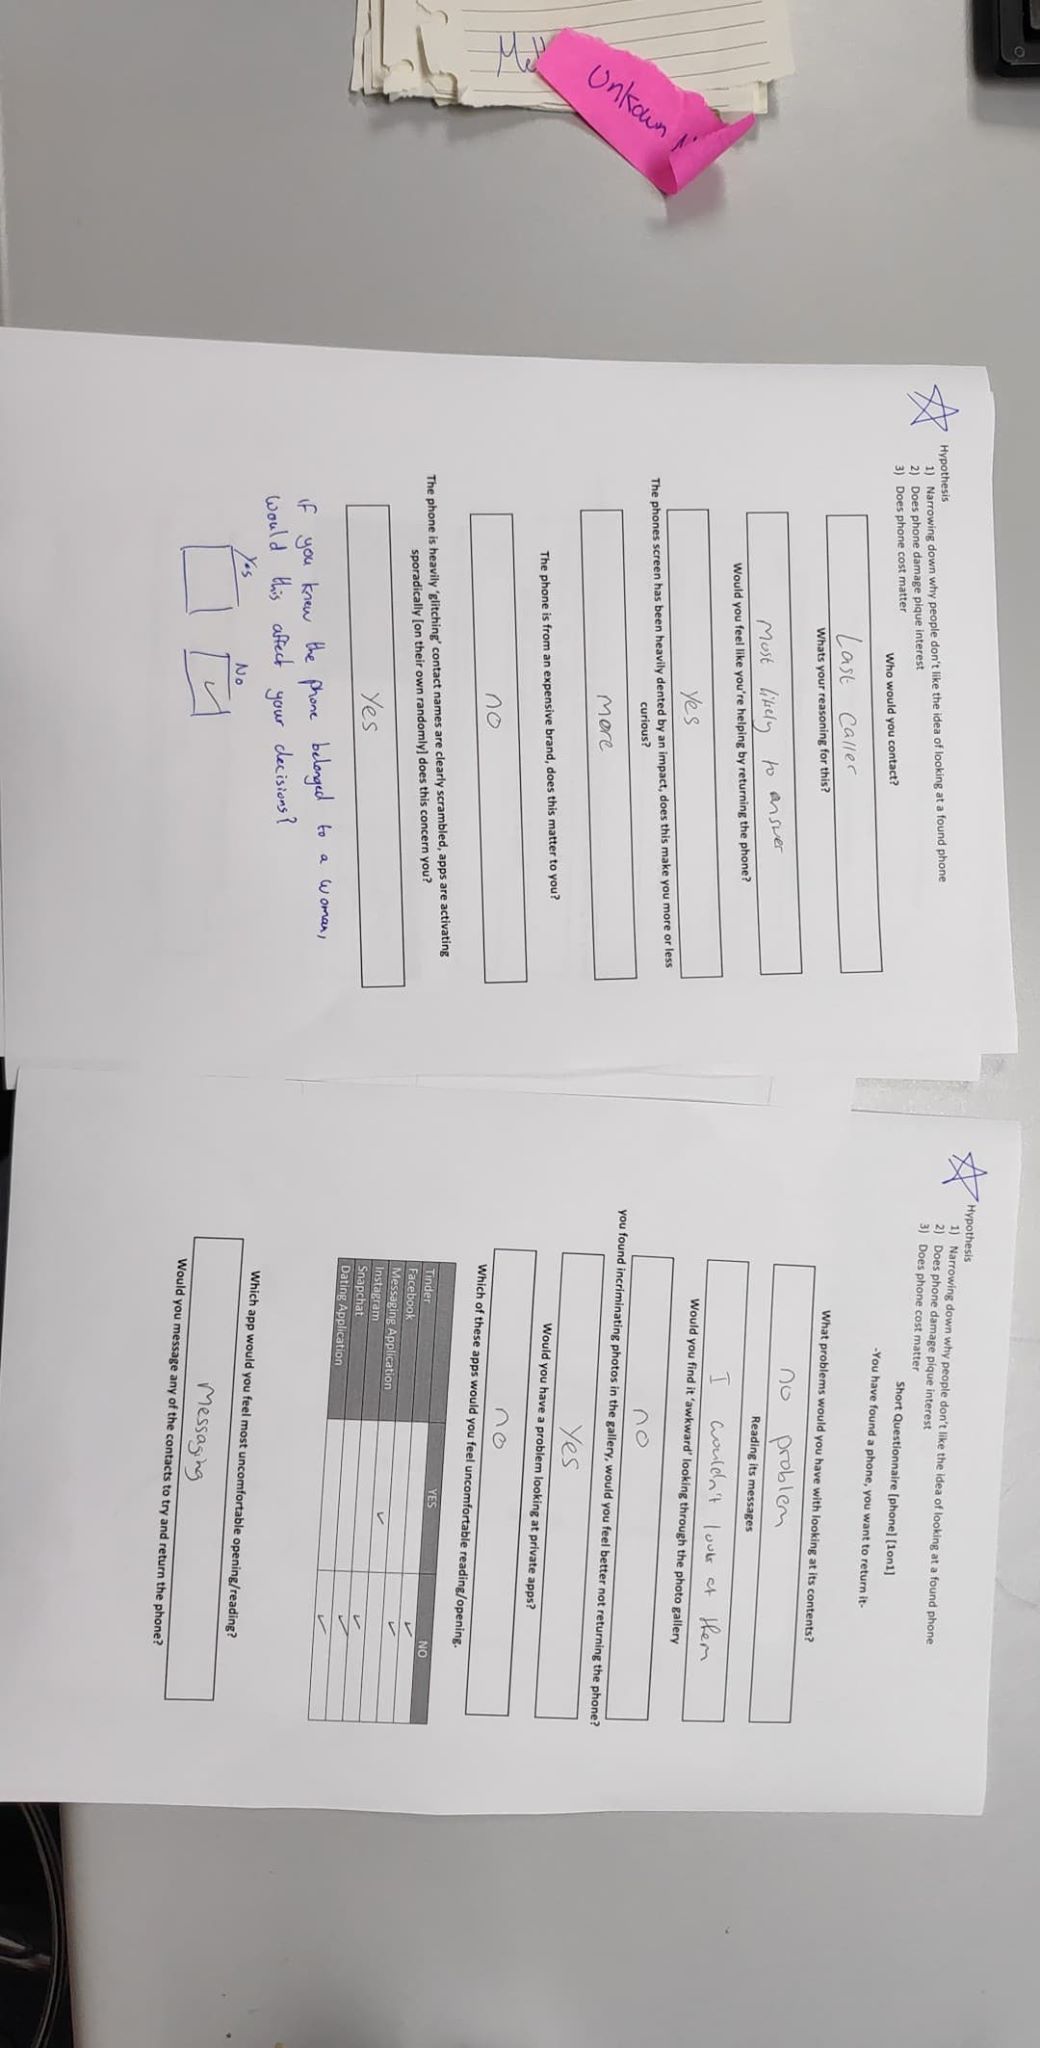 Hypothesis
1) Narrowing down why people don't like the idea of looking at a found phone
2) Does phone damage pique interest
3) Does phone cost matter
Who would you contact?
Last caller
Whats your reasoning for this?
Most likely to answer
Would you feel like you're helping by returning the phone?
Yes
The phones screen has been heavily dented by an impact, does this make you more or less
curious?
More
The phone is from an expensive brand, does this matter to you?
no
The phone is heavily 'glitching' contact names are clearly scrambled, apps are activating
sporadically [on their own randomly] does this concern you?
Yes
if you knew the phone belonged to a woman,
would this affect your decisions?
Yes No
Hypothesis
1) Narrowing down why people don't like the idea of looking at a found phone
2) Does phone damage pique interest
3) Does phone cost matter
Short Questionnaire [phone] [1on1]
-You have found a phone, you want to return it-
What problems would you have with looking at its contents?
no problem
Reading its messages
I wouldn't look at them
Would you find it 'awkward' looking through the photo gallery
no
you found incriminating photos in the gallery, would you feel better not returning the phone?
Yes
Would you have a problem looking at private apps?
no
Which of these apps would you feel uncomfortable reading/opening.
YES NO
Tinder
Facebook
Messaging Application
Instagram
Snapchat
Dating Application
Which app would you feel most uncomfortable opening/reading?
Messaging
Would you message any of the contacts to try and return the phone?
Unkown